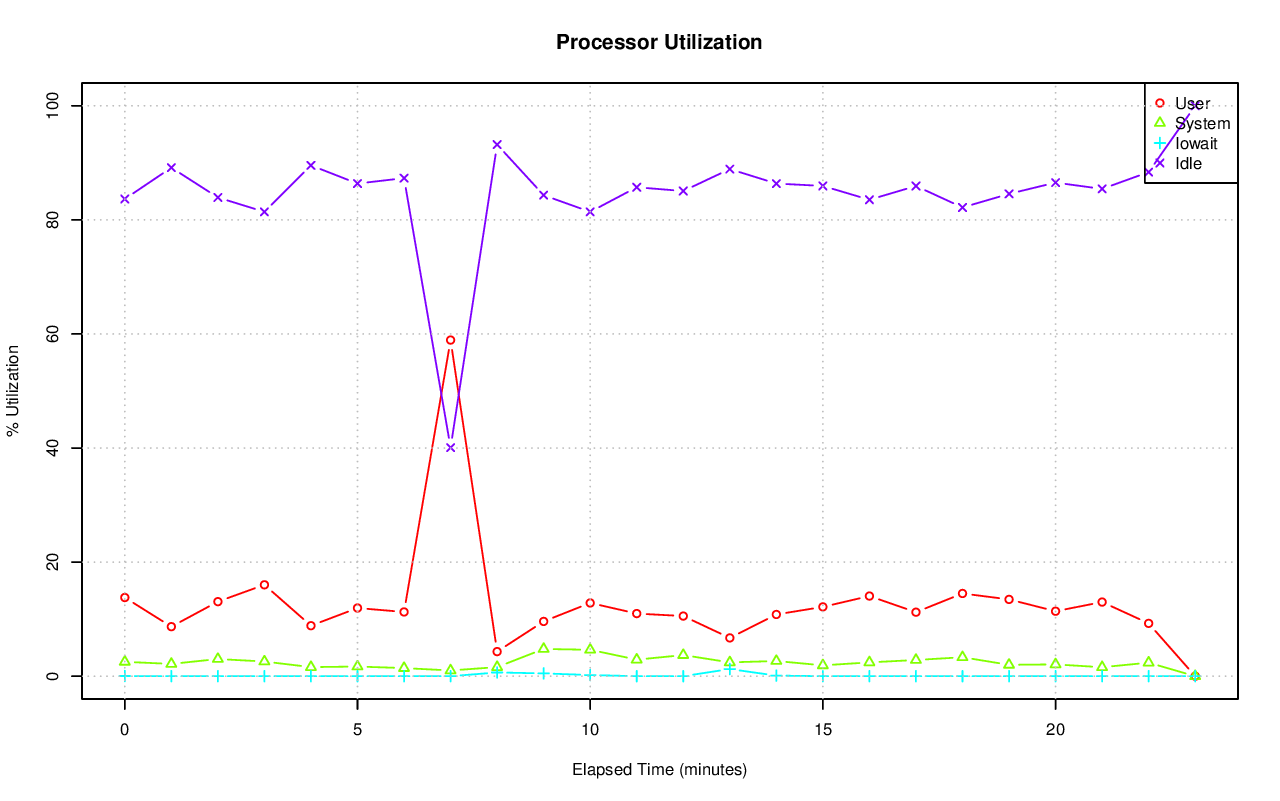 Processor Utilization
% Utilization
100
80
60
40
20
0
User
System
Iowait
Idle
0 5 10 15 20
Elapsed Time (minutes)